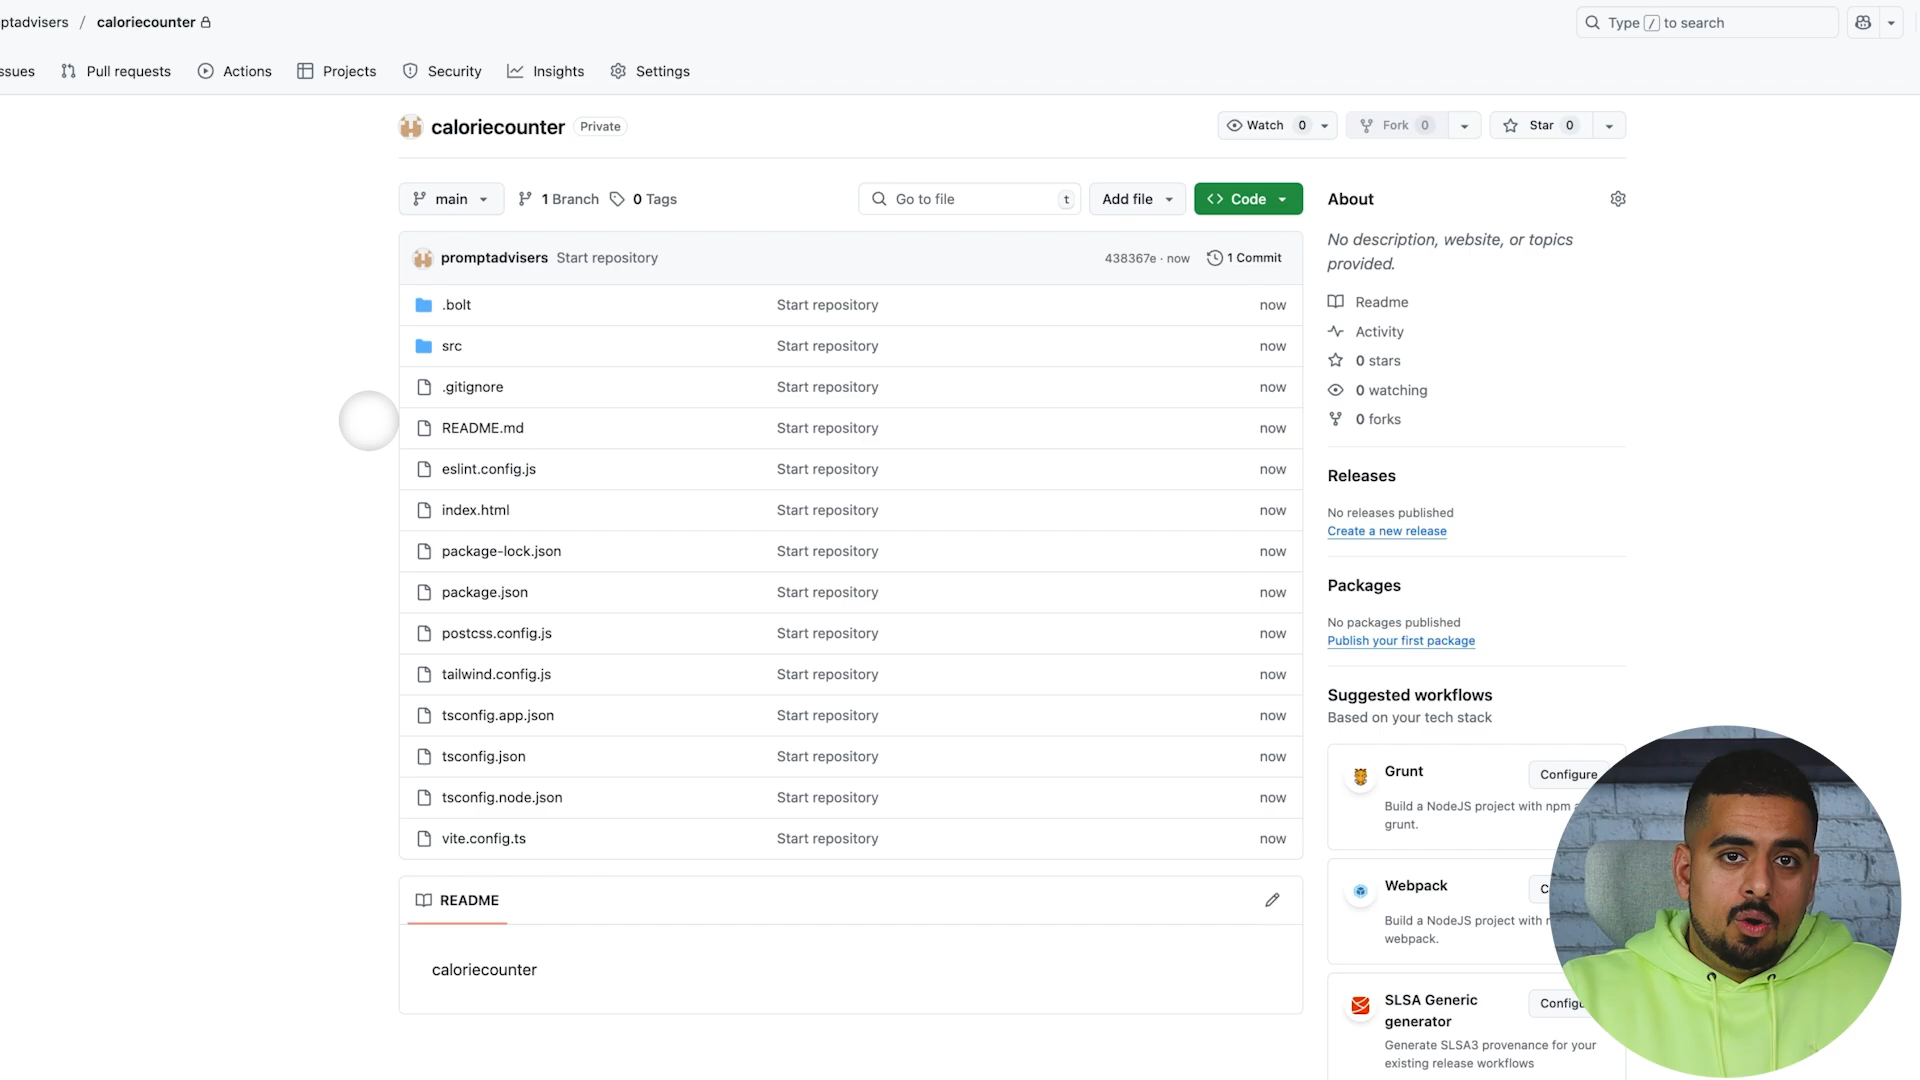 ptadvisers / caloriecounter
Type / to search
ssues Pull requests Actions Projects Security Insights Settings
caloriecounter Private
Watch 0 Fork 0 Star 0
main 1 Branch 0 Tags Go to file t Add file Code
promptadvisers Start repository 438367e · now 1 Commit
.bolt Start repository now
src Start repository now
.gitignore Start repository now
README.md Start repository now
eslint.config.js Start repository now
index.html Start repository now
package-lock.json Start repository now
package.json Start repository now
postcss.config.js Start repository now
tailwind.config.js Start repository now
tsconfig.app.json Start repository now
tsconfig.json Start repository now
tsconfig.node.json Start repository now
vite.config.ts Start repository now
README
caloriecounter
About
No description, website, or topics
provided.
Readme
Activity
0 stars
0 watching
0 forks
Releases
No releases published
Create a new release
Packages
No packages published
Publish your first package
Suggested workflows
Based on your tech stack
Grunt Configure
Build a NodeJS project with npm
grunt.
Webpack
Build a NodeJS project with
webpack.
SLSA Generic
generator
Generate SLSA3 provenance for your
existing release workflows